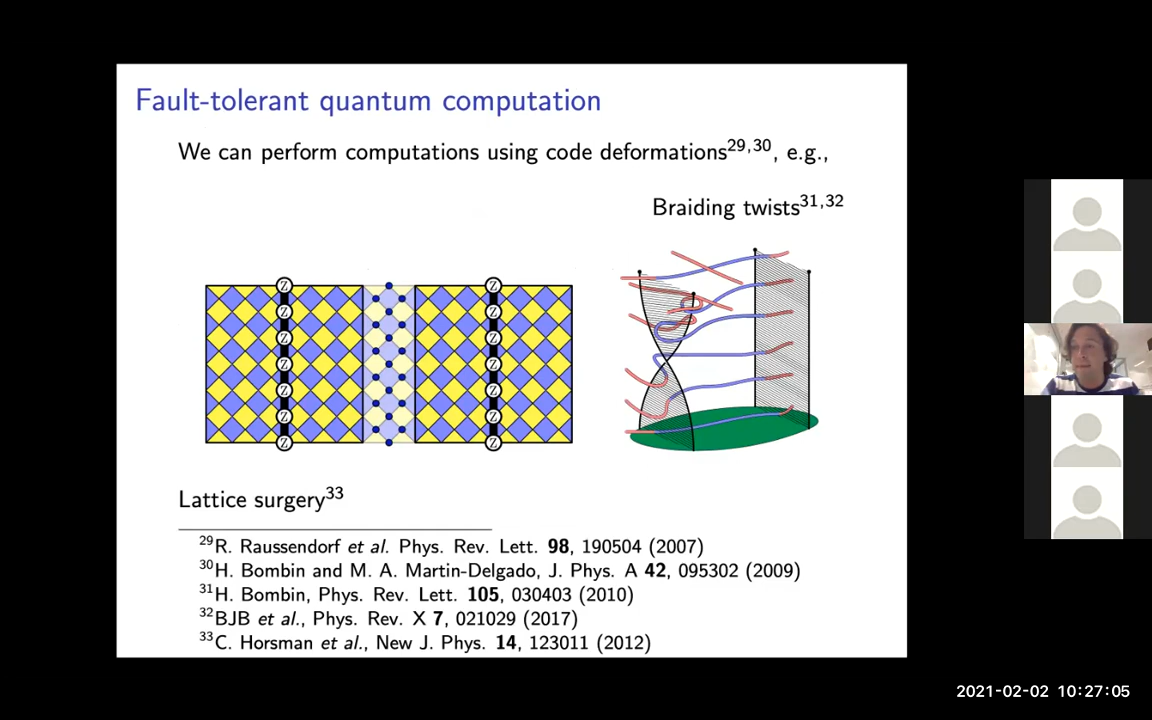 Fault-tolerant quantum computation
We can perform computations using code deformations29,30, e.g.,
Braiding twists31,32
Z Z
Z Z
Z Z
Z Z
Z Z
Z Z
Z Z
Lattice surgery33
29R. Raussendorf et al. Phys. Rev. Lett. 98, 190504 (2007)
30H. Bombin and M. A. Martin-Delgado, J. Phys. A 42, 095302 (2009)
31H. Bombin, Phys. Rev. Lett. 105, 030403 (2010)
32BJB et al., Phys. Rev. X 7, 021029 (2017)
33C. Horsman et al., New J. Phys. 14, 123011 (2012)
2021-02-02 10:27:05